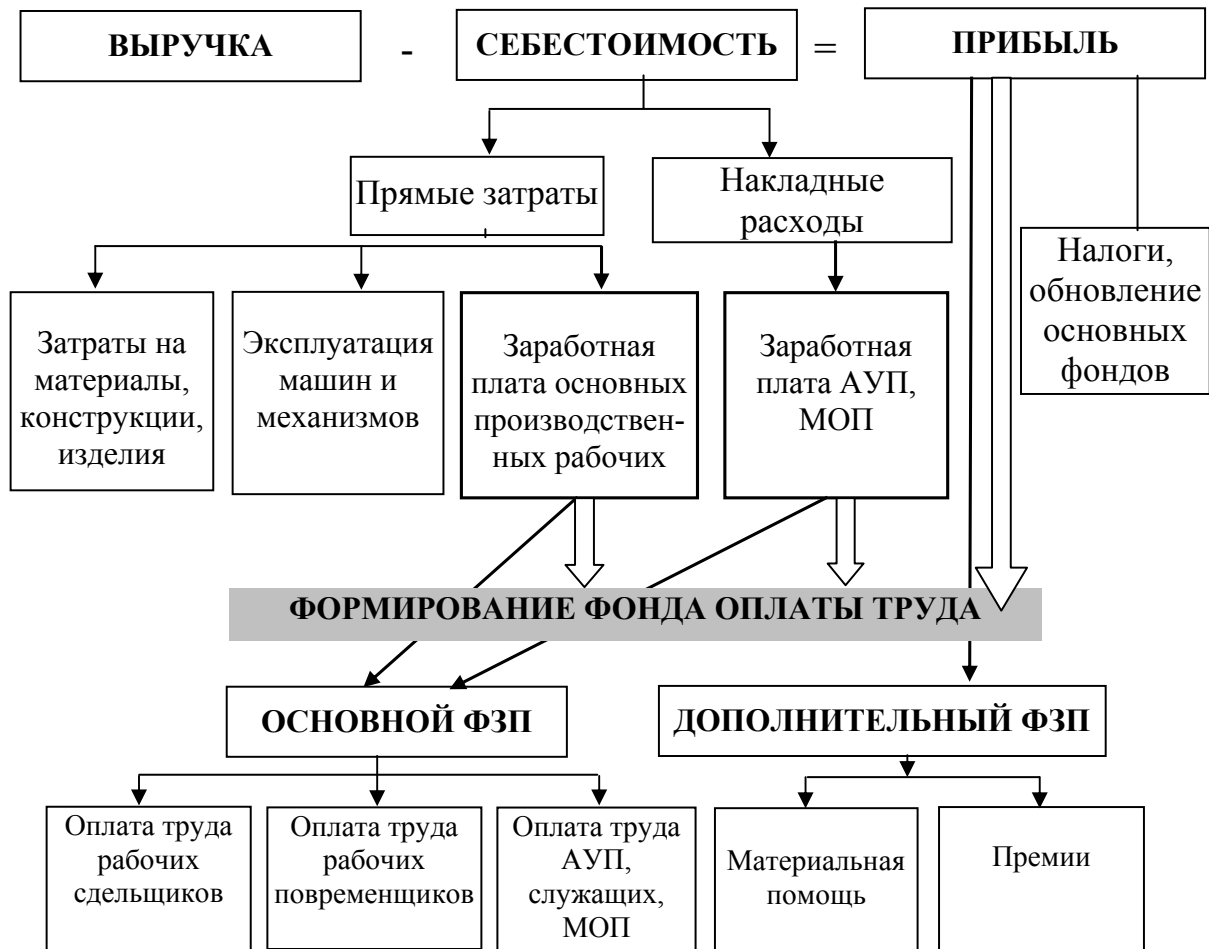 ВЫРУЧКА - СЕБЕСТОИМОСТЬ = ПРИБЫЛЬ
Прямые затраты
Накладные
расходы
Налоги,
обновление
основных
фондов
Затраты на
материалы,
конструкции,
изделия
Эксплуатация
машин и
механизмов
Заработная
плата основных
производствен-
ных рабочих
Заработная
плата АУП,
МОП
ФОРМИРОВАНИЕ ФОНДА ОПЛАТЫ ТРУДА
ОСНОВНОЙ ФЗП
ДОПОЛНИТЕЛЬНЫЙ ФЗП
Оплата труда
рабочих
сдельщиков
Оплата труда
рабочих
повременщиков
Оплата труда
АУП,
служащих,
МОП
Материальная
помощь
Премии